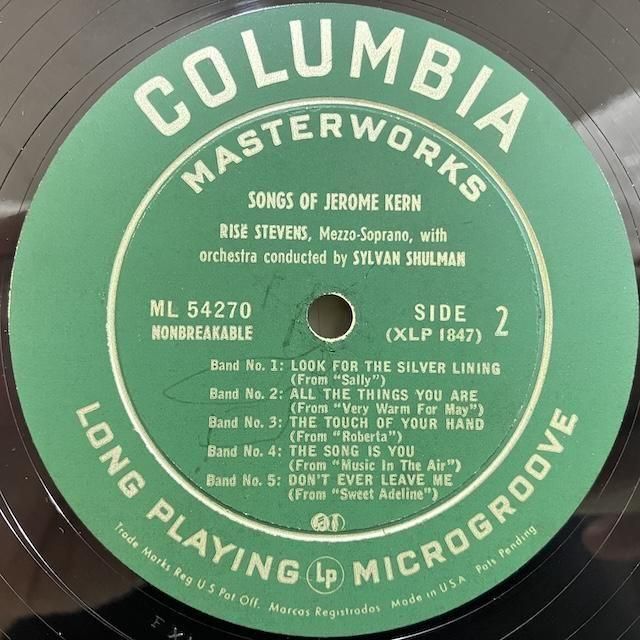 COLUMBIA
MASTERWORKS
SONGS OF JEROME KERN
RISË STEVENS, Mezzo-Soprano, with
orchestra conducted by SYLVAN SHULMAN
ML 54270
NONBREAKABLE
SIDE 2
(XLP 1847)
Band No. 1: LOOK FOR THE SILVER LINING
(From "Sally")
Band No. 2: ALL THE THINGS YOU ARE
(From "Very Warm For May")
Band No. 3: THE TOUCH OF YOUR HAND
(From "Roberta")
Band No. 4: THE SONG IS YOU
(From "Music In The Air")
Band No. 5: DON'T EVER LEAVE ME
(From "Sweet Adeline")
LONG PLAYING Lp MICROGROOVE
Trade Marks Reg U S Pat Off. Marcas Registradas Made in U S A Pats Pending